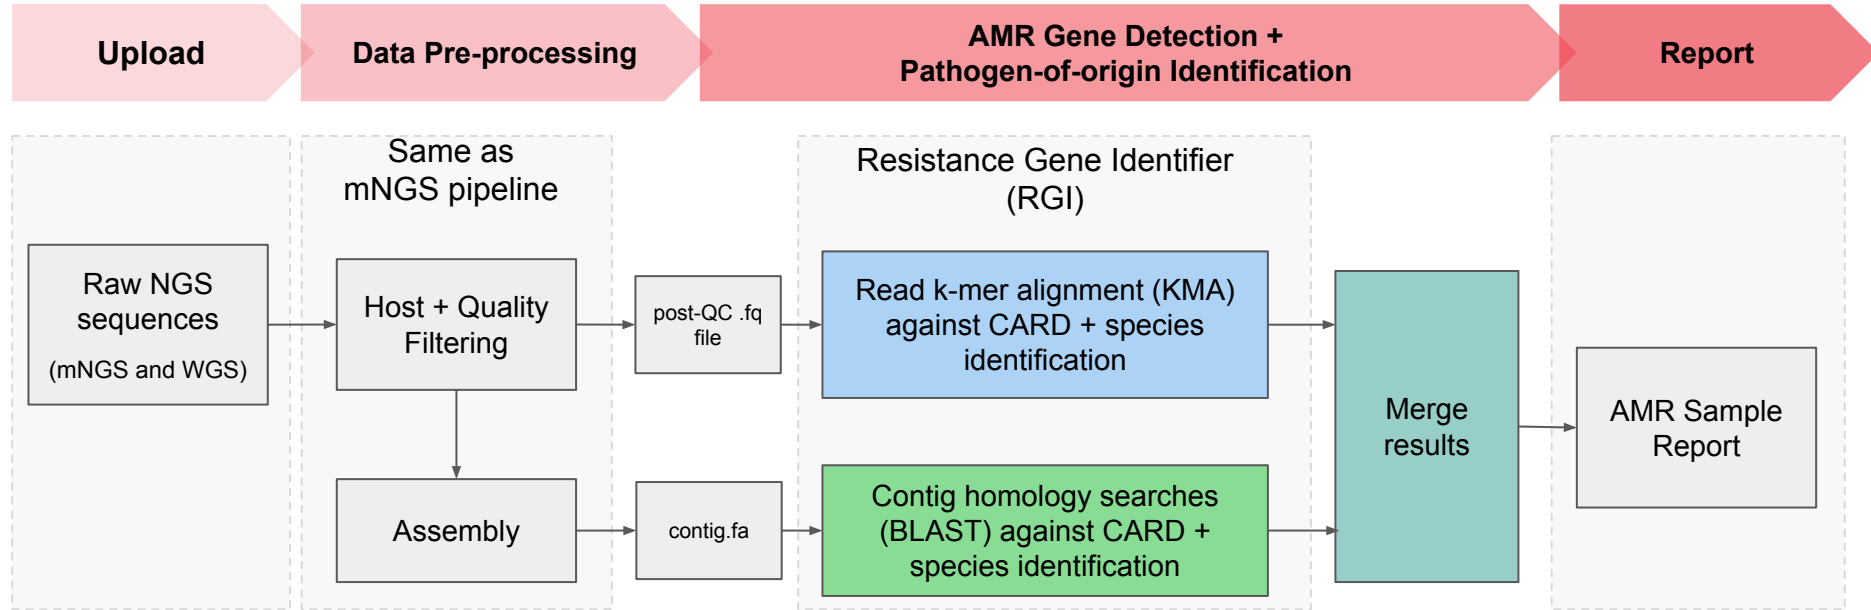 Upload
Data Pre-processing
AMR Gene Detection +
Pathogen-of-origin Identification
Report
Same as
mNGS pipeline
Resistance Gene Identifier
(RGI)
Raw NGS
sequences
(mNGS and WGS)
Host + Quality
Filtering
post-QC .fq
file
Read k-mer alignment (KMA)
against CARD + species
identification
Merge
results
AMR Sample
Report
Assembly
contig.fa
Contig homology searches
(BLAST) against CARD +
species identification